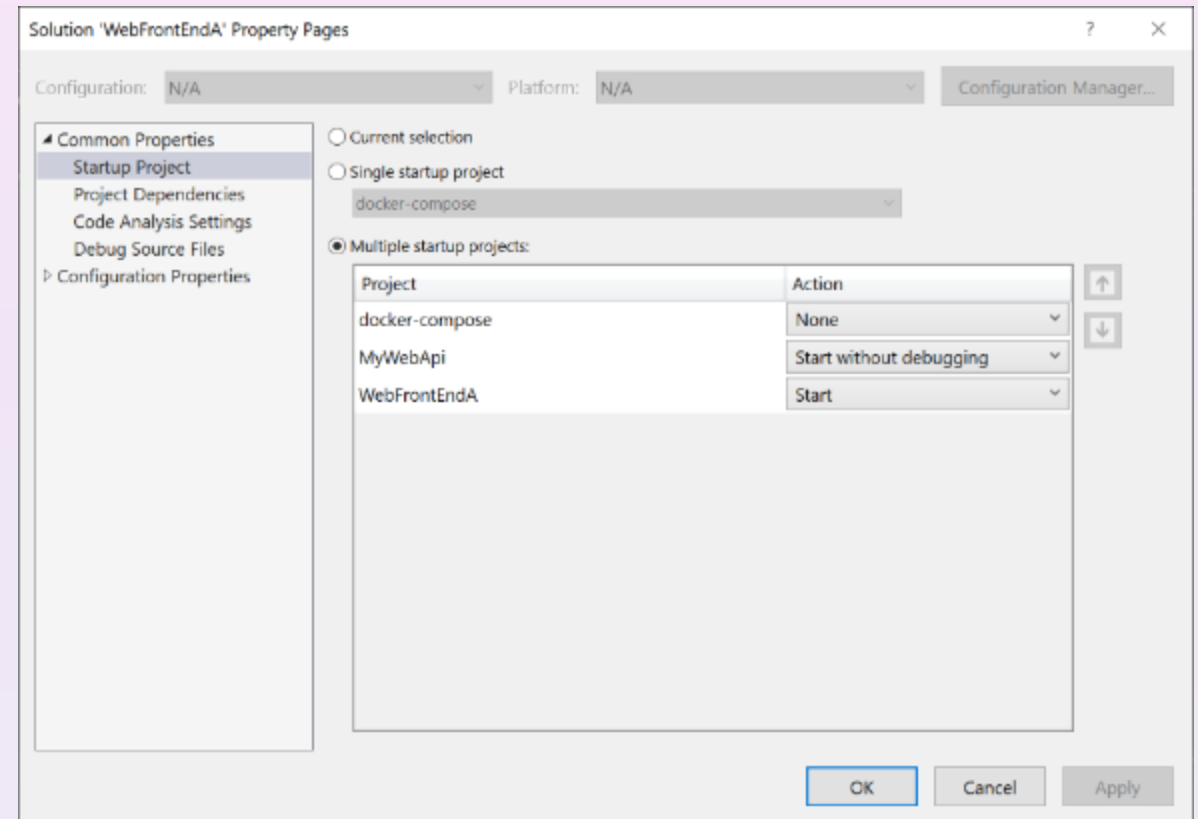 Solution 'WebFrontEndA' Property Pages
Configuration: N/A Platform: N/A Configuration Manager...
Common Properties
Startup Project
Project Dependencies
Code Analysis Settings
Debug Source Files
Configuration Properties
Current selection
Single startup project
docker-compose
Multiple startup projects:
Project Action
docker-compose None
MyWebApi Start without debugging
WebFrontEndA Start
OK Cancel Apply